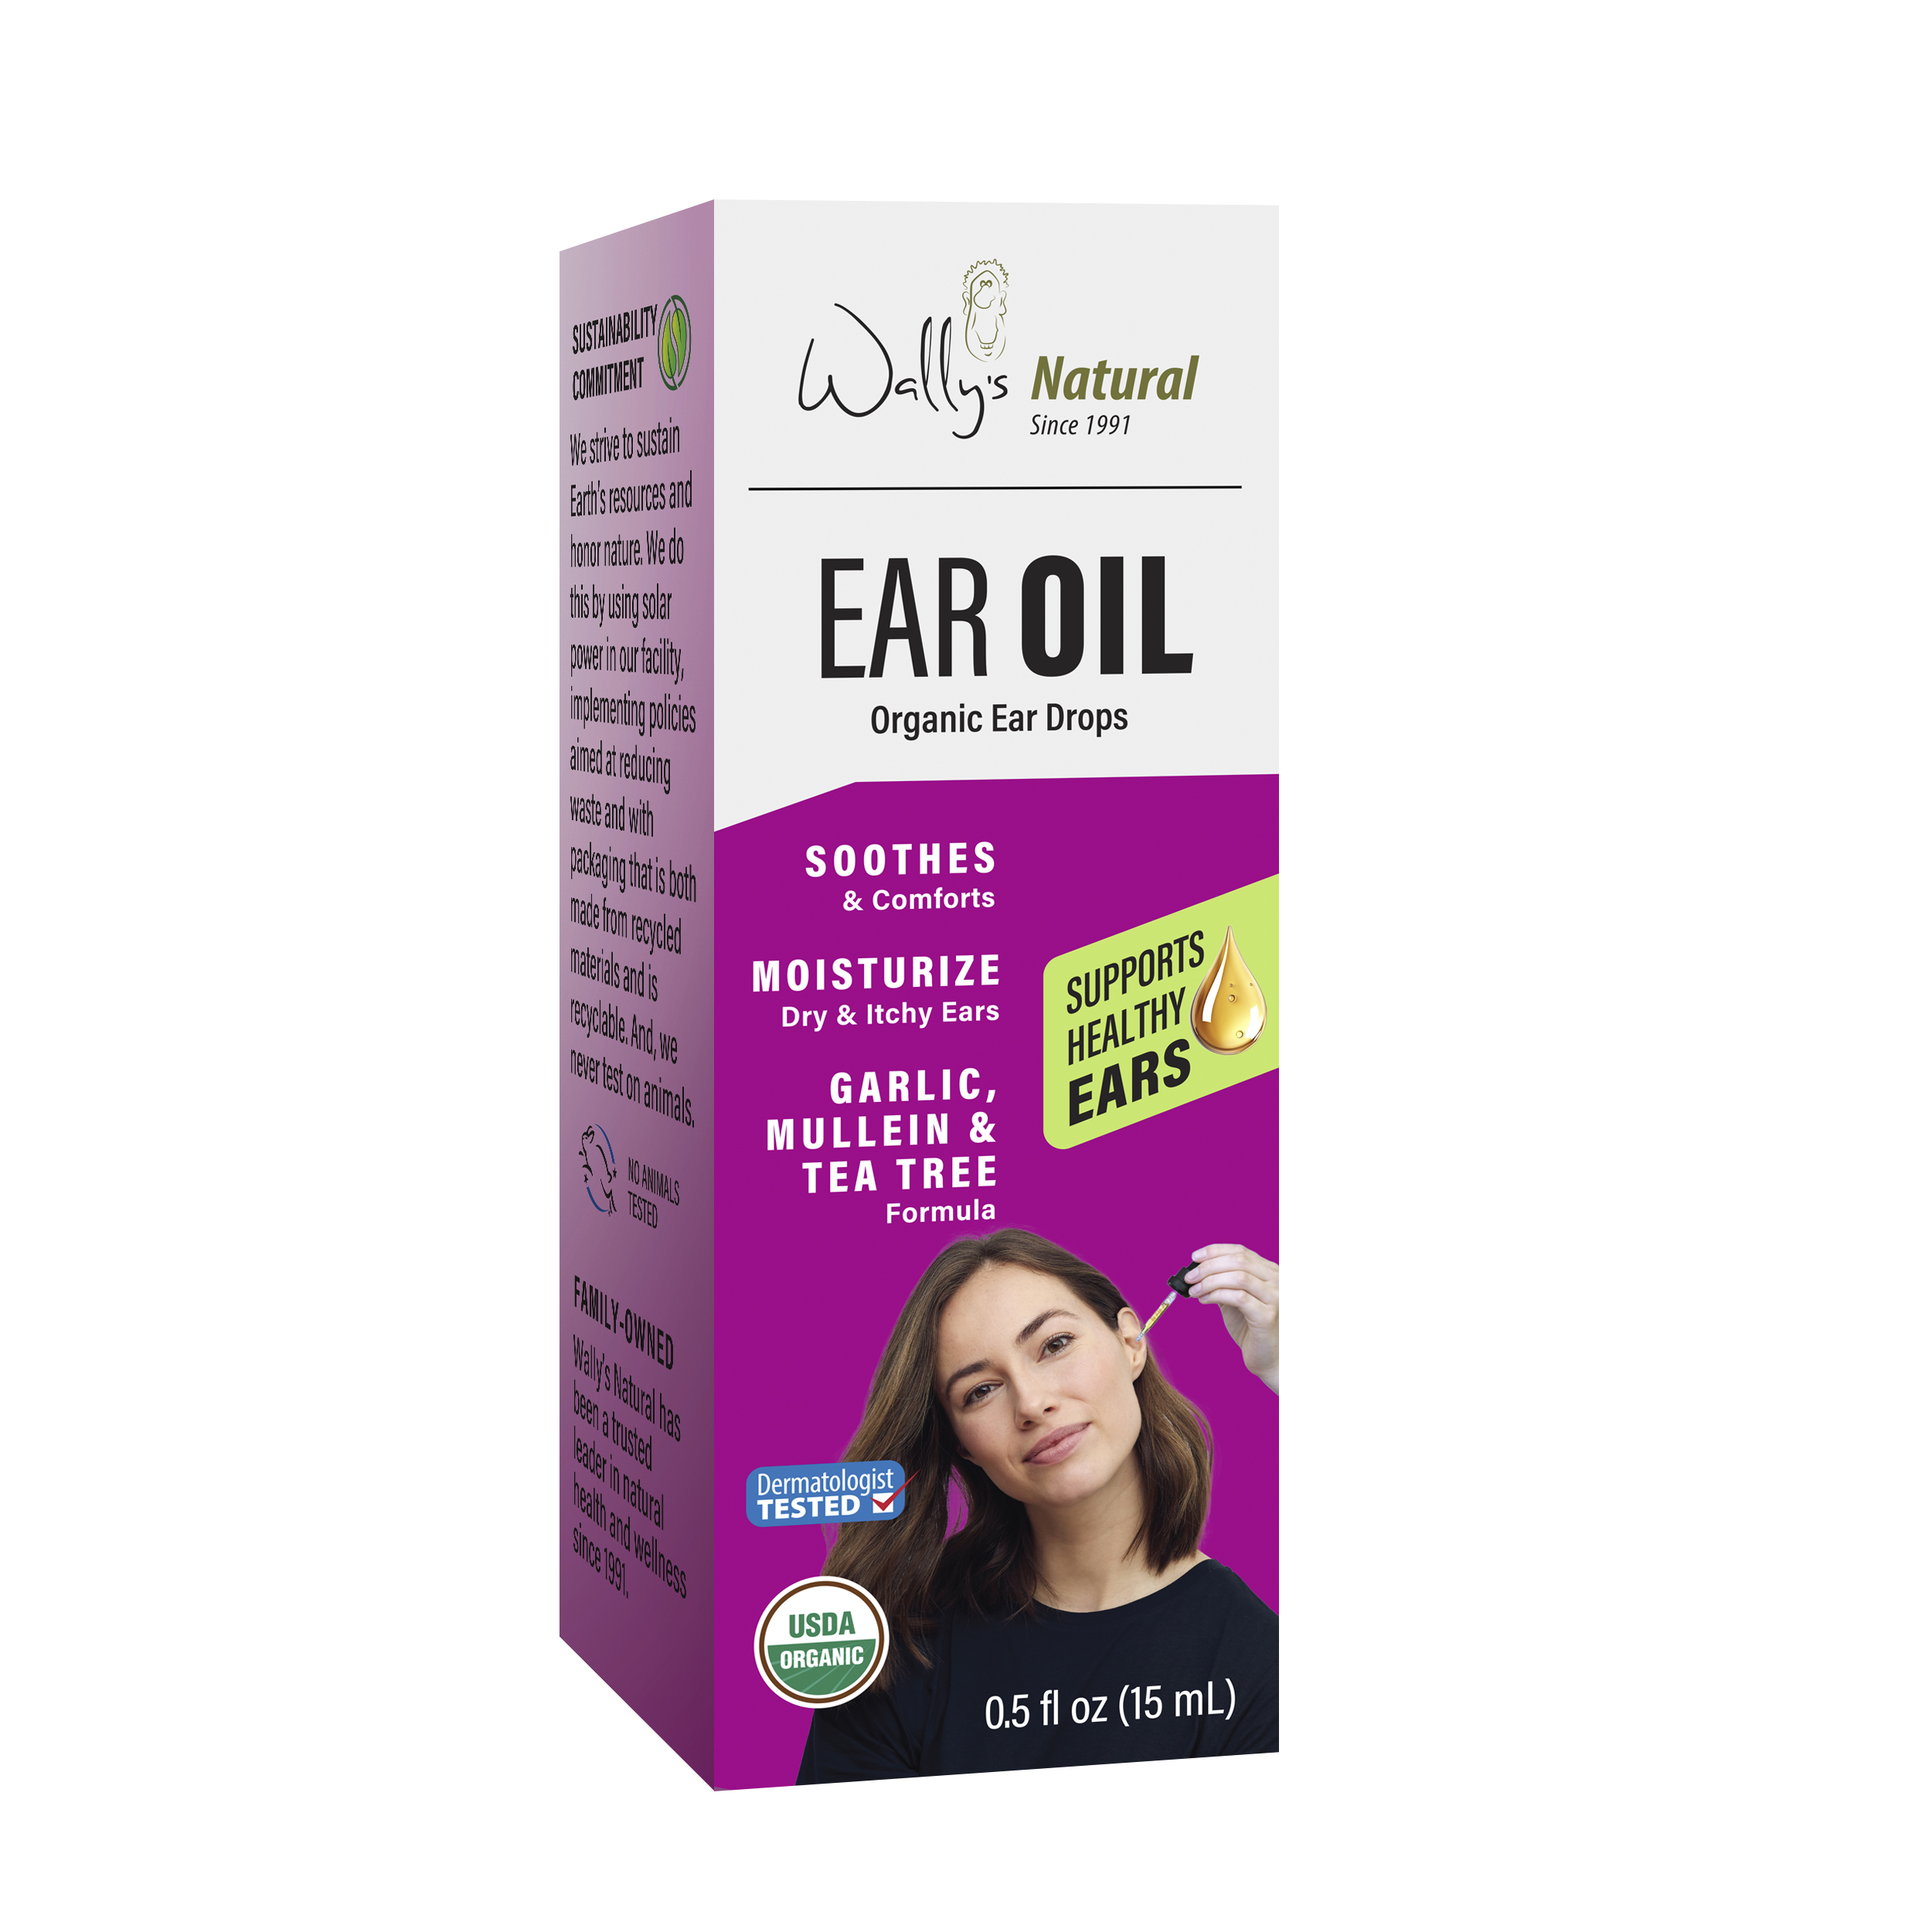 Wally's Natural
Since 1991
EAR OIL
Organic Ear Drops
SOOTHES
& Comforts
MOISTURIZE
Dry & Itchy Ears
GARLIC,
MULLEIN &
TEA TREE
Formula
SUPPORTS
HEALTHY
EARS
Dermatologist
TESTED
USDA
ORGANIC
0.5 fl oz (15 mL)
SUSTAINABILITY
COMMITMENT
We strive to sustain
Earth's resources and
honor nature. We do
this by using solar
power in our facility,
implementing policies
aimed at reducing
waste and with
packaging that is both
made from recycled
materials and is
recyclable. And, we
never test on animals.
NO ANIMALS
TESTED
FAMILY-OWNED
Wally's Natural has
been a trusted
leader in natural
health and wellness
since 1991.